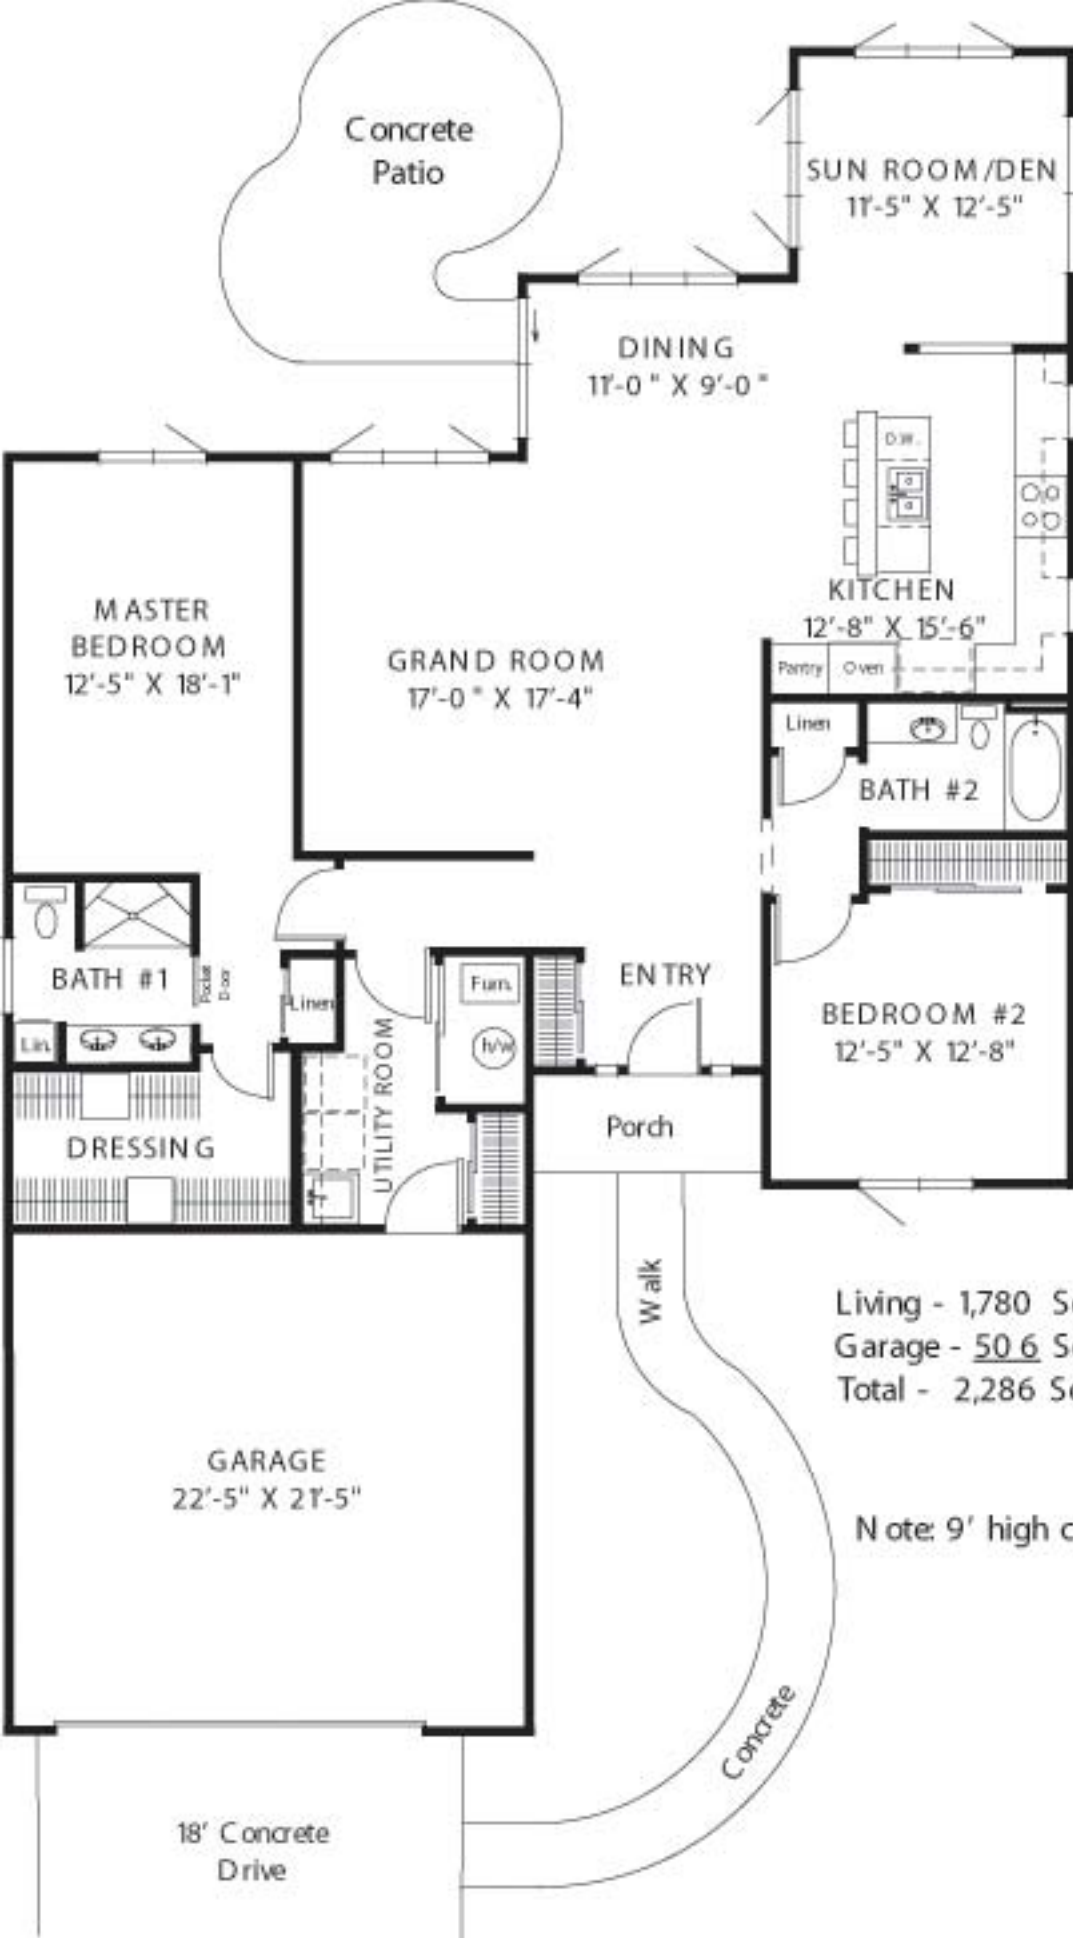 Concrete
Patio
SUN ROOM/DEN
11'-5" X 12'-5"
DINING
11'-0" X 9'-0"
D.W.
KITCHEN
12'-8" X 15'-6"
Pantry
Oven
MASTER
BEDROOM
12'-5" X 18'-1"
GRAND ROOM
17'-0" X 17'-4"
Linen
BATH #2
BATH #1
Pocket
Door
Linen
Lin.
Furn.
h/w
UTILITY ROOM
ENTRY
BEDROOM #2
12'-5" X 12'-8"
DRESSING
Porch
Walk
Living - 1,780 S
Garage - 506 S
Total - 2,286 S
GARAGE
22'-5" X 21'-5"
Note: 9' high
Concrete
18' Concrete
Drive